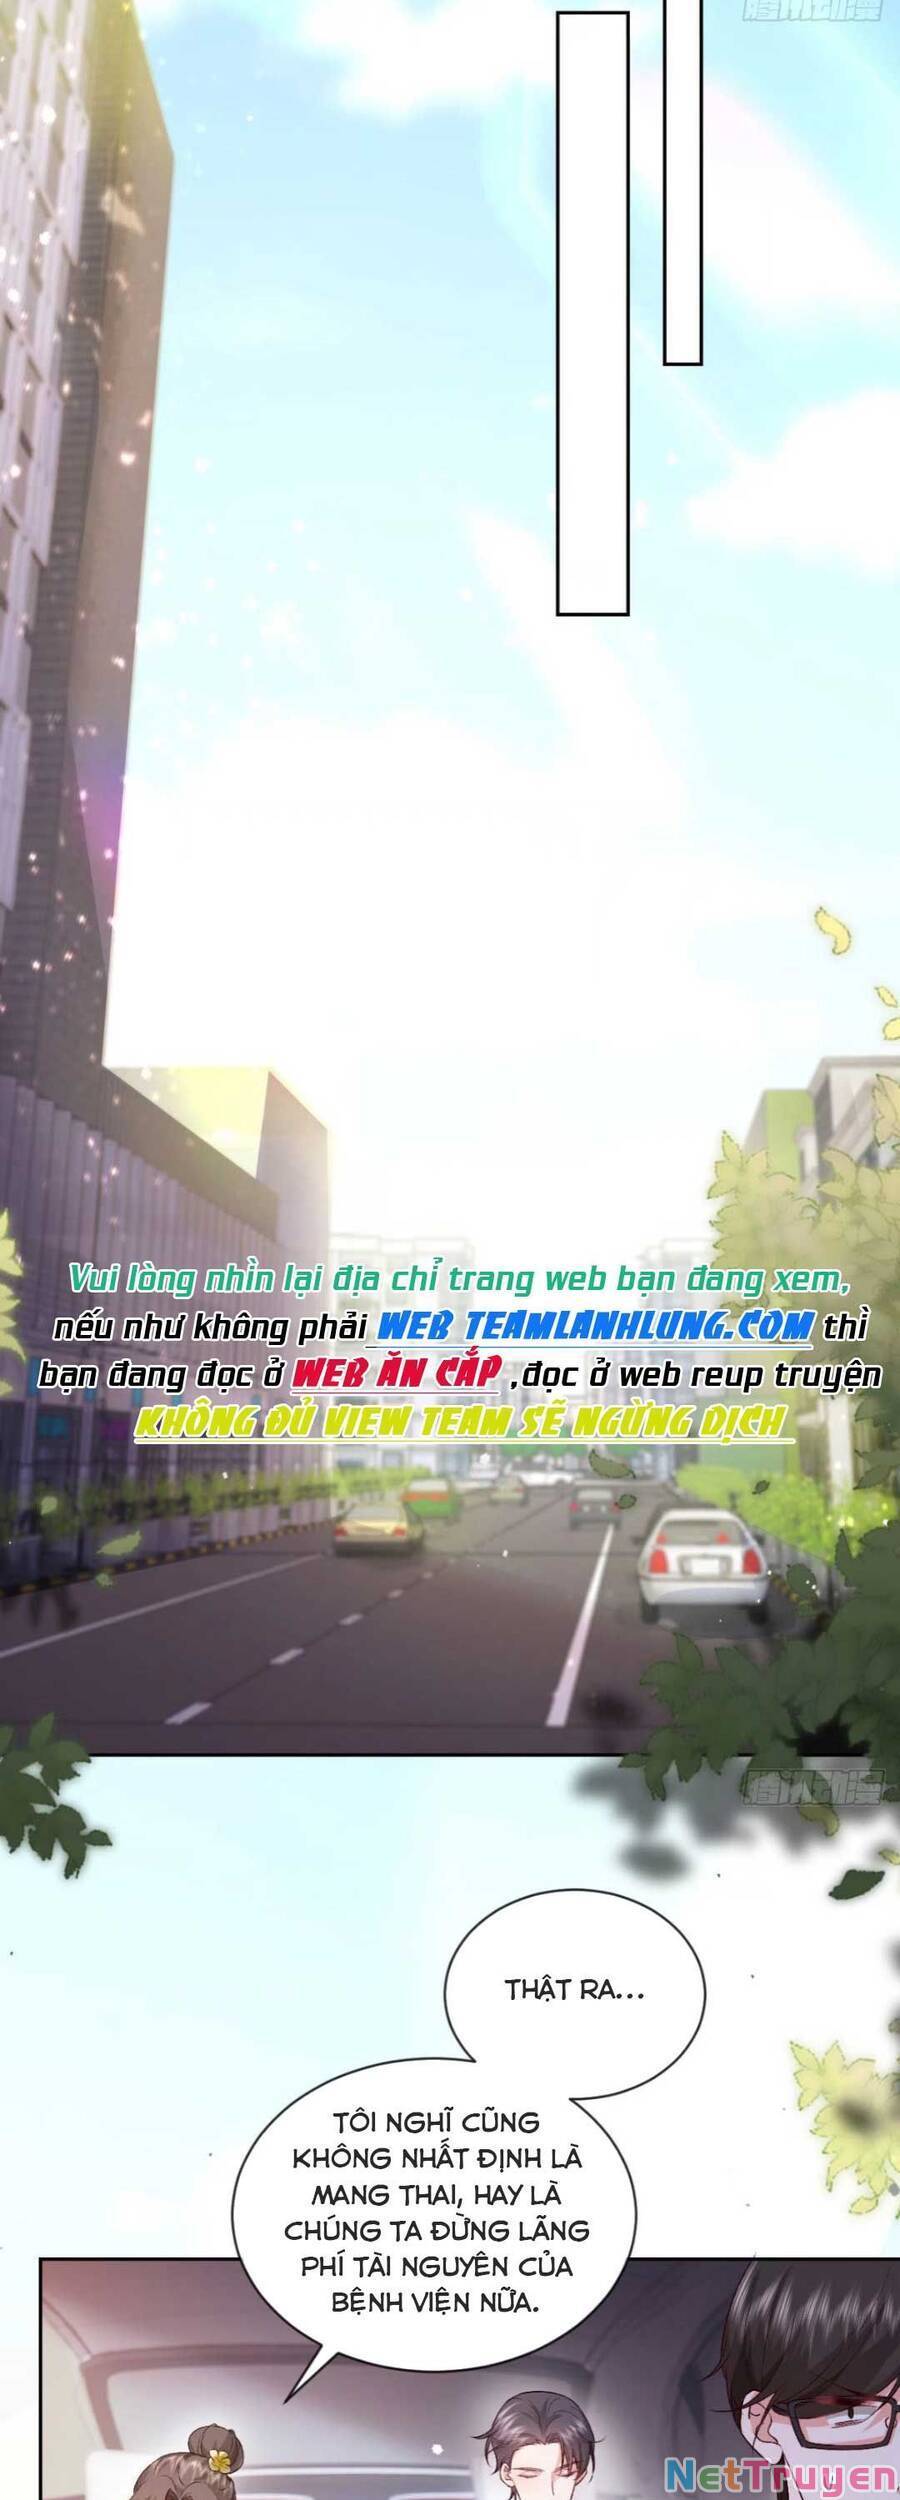 Vui lòng nhìn lại địa chỉ trang web bạn đang xem,
nếu như không phải WEB TEAMLANHLUNG.COM thì
bạn đang đọc ở WEB ĂN CẮP ,đọc ở web reup truyện
KHÔNG ĐỦ VIEW TEAM SẼ NGỪNG DỊCH
THẬT RA...
TÔI NGHĨ CŨNG
KHÔNG NHẤT ĐỊNH LÀ
MANG THAI, HAY LÀ
CHÚNG TA ĐỪNG LÃNG
PHÍ TÀI NGUYÊN CỦA
BỆNH VIỆN NỮA.
NetTruyen